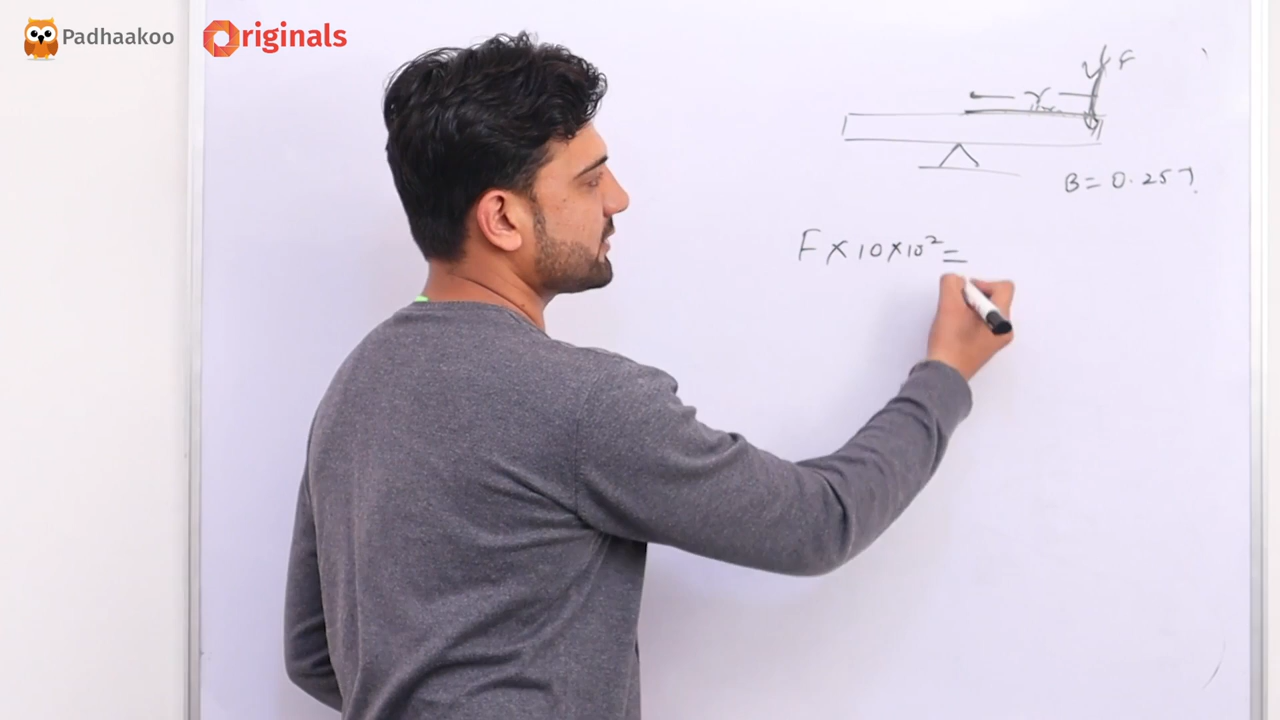 Padhaakoo Originals
F
r
B = 0.25 T
F × 10 × 10² =